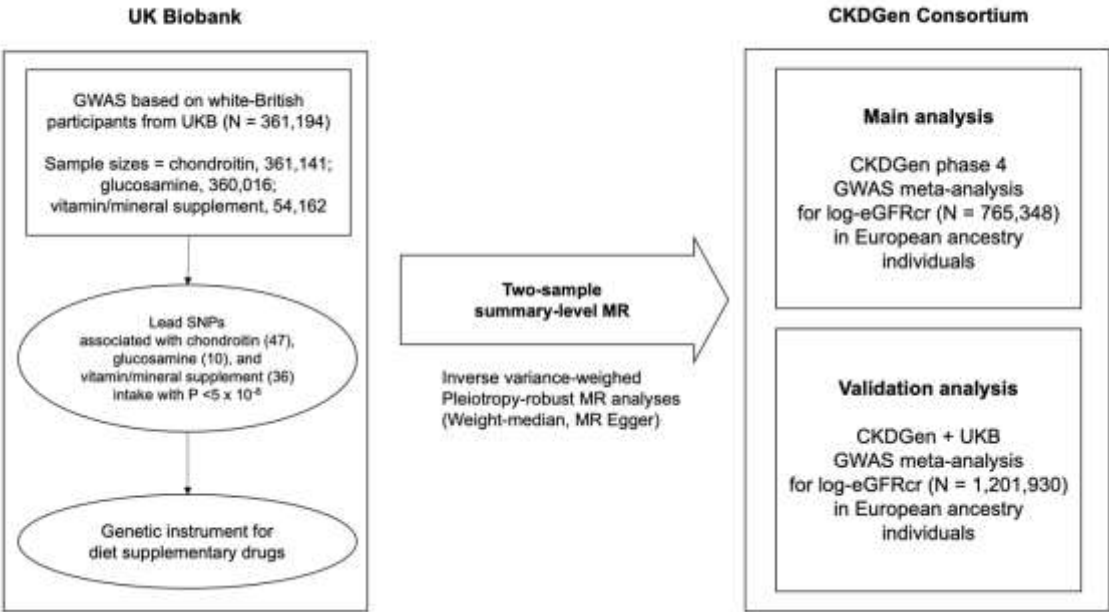 UK Biobank
GWAS based on white-British
participants from UKB (N = 361,194)
Sample sizes = chondroitin, 361,141;
glucosamine, 360,016;
vitamin/mineral supplement, 54,162
Lead SNPs
associated with chondroitin (47),
glucosamine (10), and
vitamin/mineral supplement (36)
intake with P <5 x 10⁻⁸
Genetic instrument for
diet supplementary drugs
Two-sample
summary-level MR
Inverse variance-weighed
Pleiotropy-robust MR analyses
(Weight-median, MR Egger)
CKDGen Consortium
Main analysis
CKDGen phase 4
GWAS meta-analysis
for log-eGFRcr (N = 765,348)
in European ancestry
individuals
Validation analysis
CKDGen + UKB
GWAS meta-analysis
for log-eGFRcr (N = 1,201,930)
in European ancestry
individuals